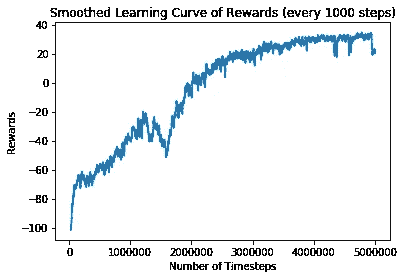 Smoothed Learning Curve of Rewards (every 1000 steps)
40
20
0
−20
−40
−60
−80
−100
Rewards
0 1000000 2000000 3000000 4000000 5000000
Number of Timesteps